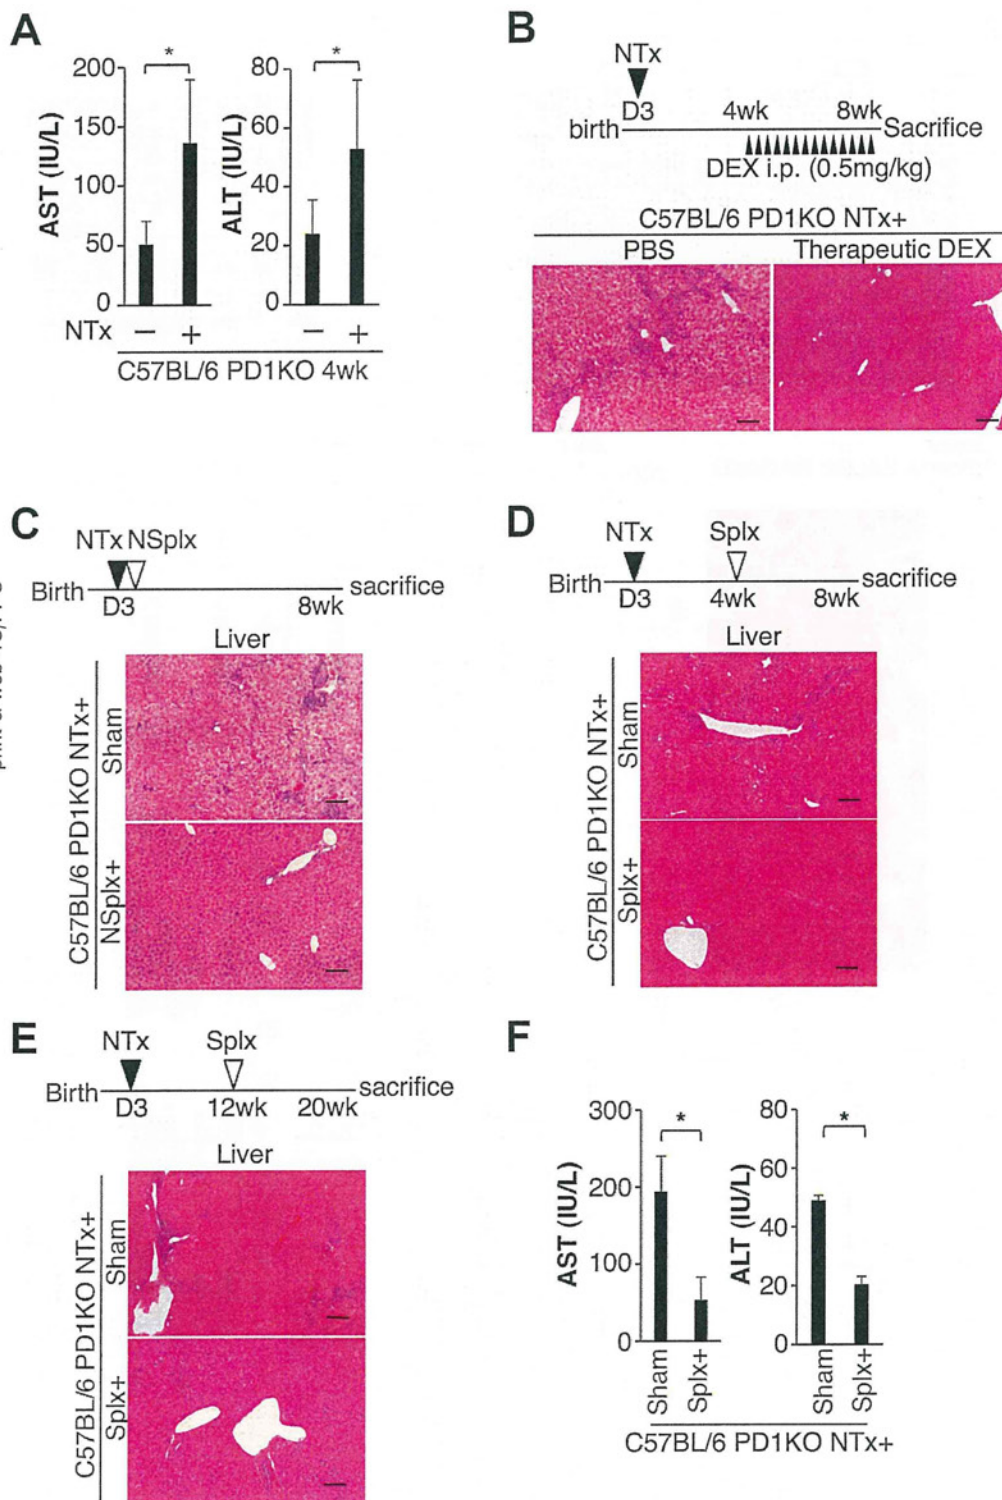 A
*
*
AST (IU/L)
200
150
100
50
0
ALT (IU/L)
80
60
40
20
0
NTx − + − +
C57BL/6 PD1KO 4wk
B
NTx
D3 4wk 8wk
birth Sacrifice
DEX i.p. (0.5mg/kg)
C57BL/6 PD1KO NTx+
PBS Therapeutic DEX
C
NTx NSplx
Birth sacrifice
D3 8wk
Liver
C57BL/6 PD1KO NTx+
Sham
NSplx+
D
NTx Splx
Birth sacrifice
D3 4wk 8wk
Liver
C57BL/6 PD1KO NTx+
Sham
Splx+
E
NTx Splx
Birth sacrifice
D3 12wk 20wk
Liver
C57BL/6 PD1KO NTx+
Sham
Splx+
F
*
*
AST (IU/L)
300
200
100
0
ALT (IU/L)
80
60
40
20
0
Sham Splx+ Sham Splx+
C57BL/6 PD1KO NTx+